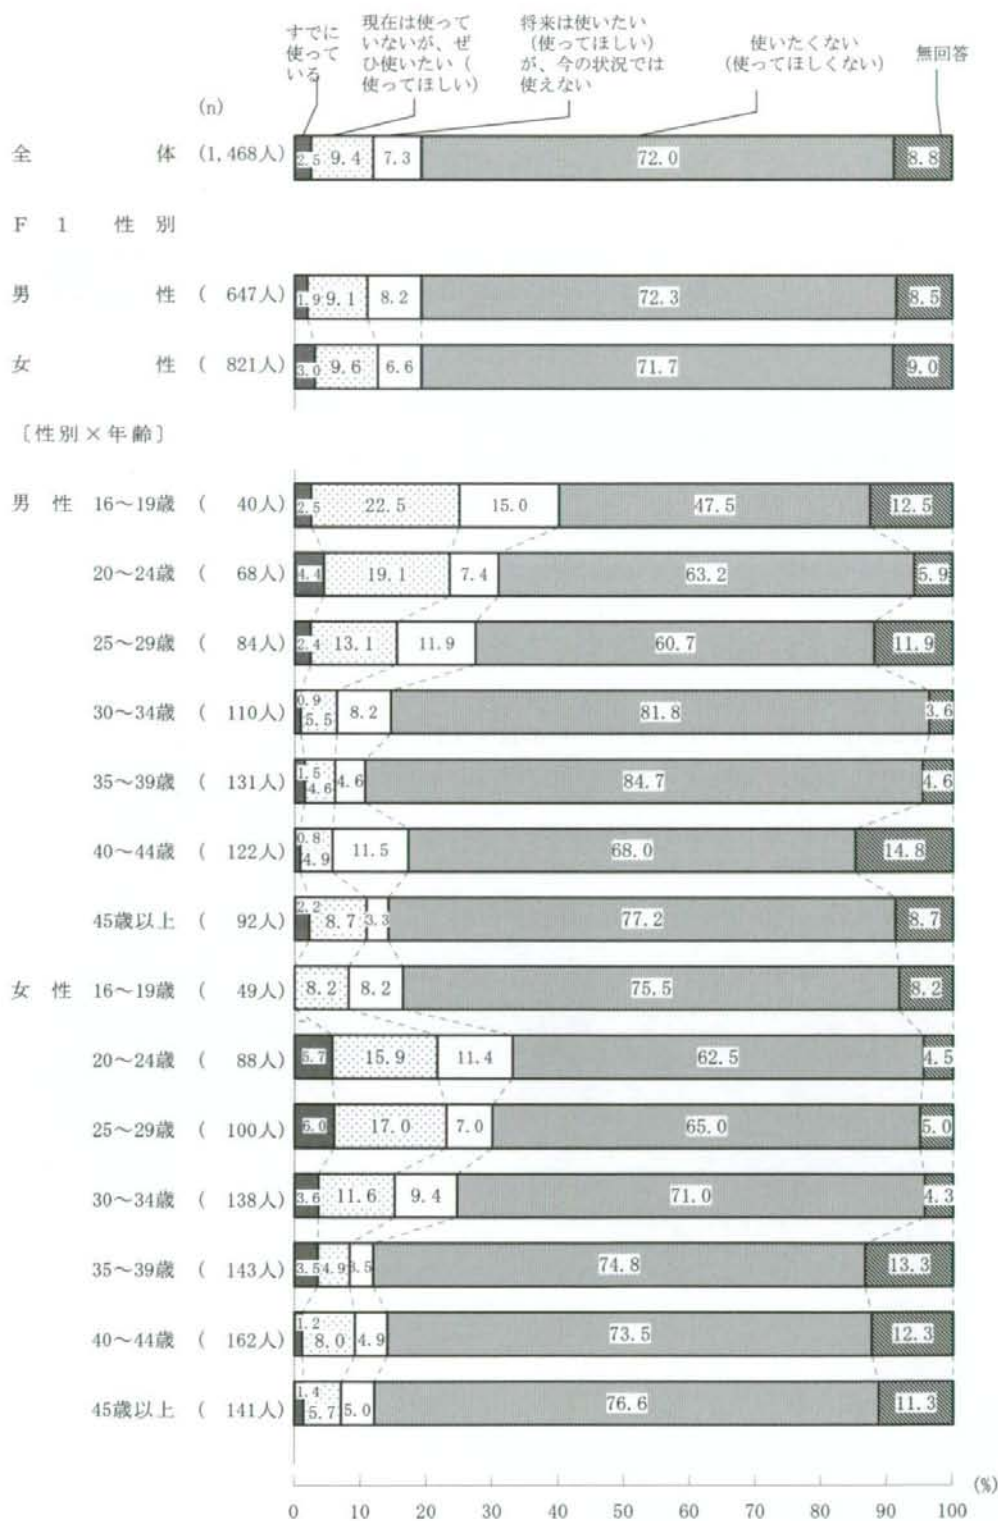 すでに
使って
いる
現在は使って
いないが、ぜ
ひ使いたい（
使ってほしい）
将来は使いたい
（使ってほしい）
が、今の状況では
使えない
使いたくない
（使ってほしくない）
無回答
(n)
全体 (1,468人) 2.5 9.4 7.3 72.0 8.8
F1 性別
男性 ( 647人) 1.9 9.1 8.2 72.3 8.5
女性 ( 821人) 3.0 9.6 6.6 71.7 9.0
〔性別×年齢〕
男性 16～19歳 ( 40人) 2.5 22.5 15.0 47.5 12.5
20～24歳 ( 68人) 4.4 19.1 7.4 63.2 5.9
25～29歳 ( 84人) 2.4 13.1 11.9 60.7 11.9
30～34歳 ( 110人) 0.9 5.5 8.2 81.8 3.6
35～39歳 ( 131人) 1.5 4.6 4.6 84.7 4.6
40～44歳 ( 122人) 0.8 4.9 11.5 68.0 14.8
45歳以上 ( 92人) 2.2 8.7 3.3 77.2 8.7
女性 16～19歳 ( 49人) 8.2 8.2 75.5 8.2
20～24歳 ( 88人) 5.7 15.9 11.4 62.5 4.5
25～29歳 ( 100人) 6.0 17.0 7.0 65.0 5.0
30～34歳 ( 138人) 3.6 11.6 9.4 71.0 4.3
35～39歳 ( 143人) 3.5 4.9 3.5 74.8 13.3
40～44歳 ( 162人) 1.2 8.0 4.9 73.5 12.3
45歳以上 ( 141人) 1.4 5.7 5.0 76.6 11.3
(%)
0 10 20 30 40 50 60 70 80 90 100